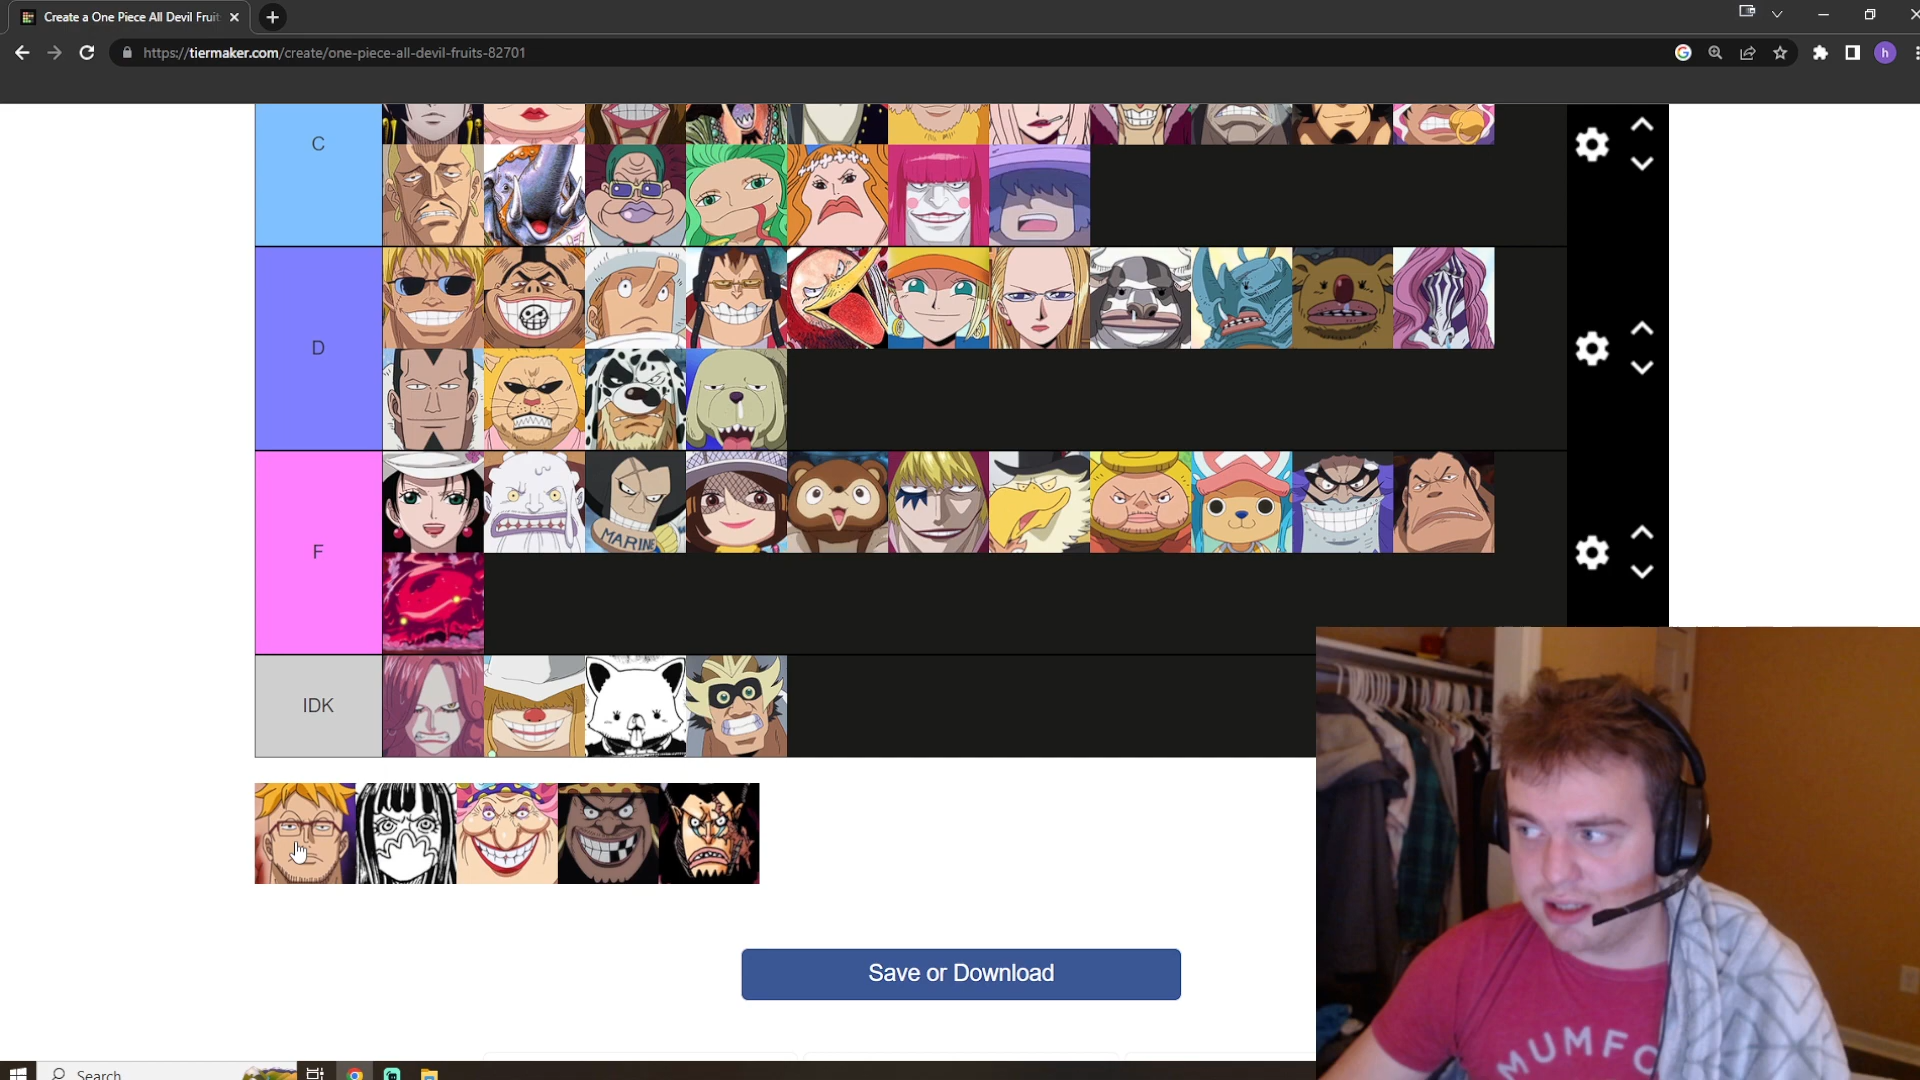 Create a One Piece All Devil Fruit
https://tiermaker.com/create/one-piece-all-devil-fruits-82701
h
C
D
F
MARINE
IDK
Save or Download
MUMFO
Search